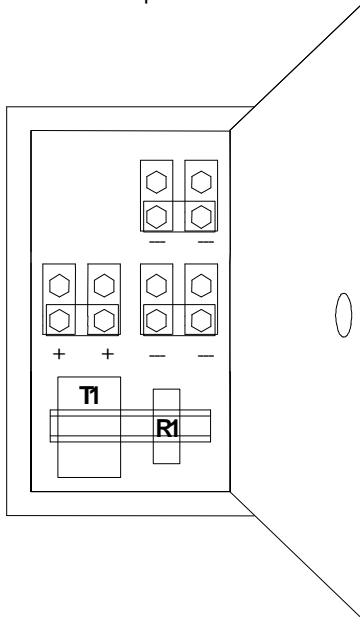 — —
+ + — —
T1
R1